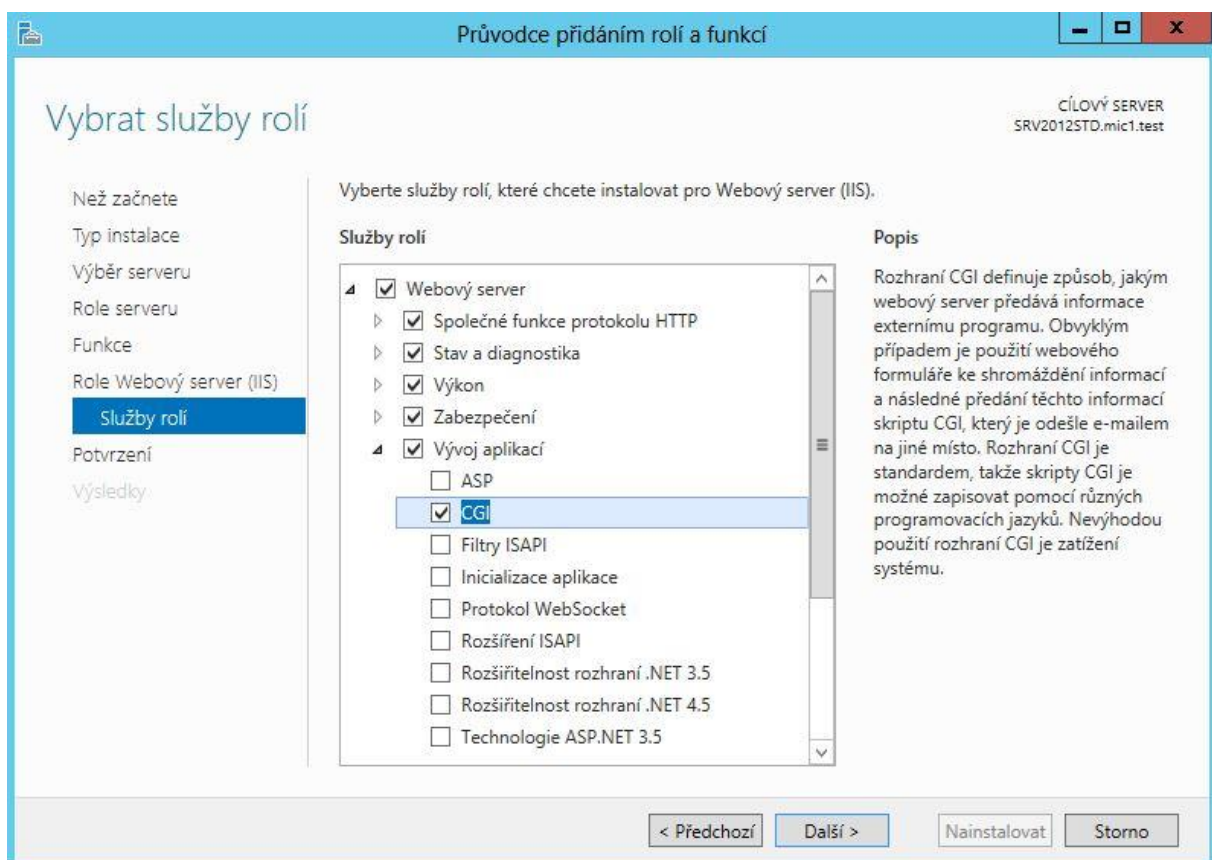 Průvodce přidáním rolí a funkcí
Vybrat služby rolí
CÍLOVÝ SERVER
SRV2012STD.mic1.test
Než začnete
Typ instalace
Výběr serveru
Role serveru
Funkce
Role Webový server (IIS)
Služby rolí
Potvrzení
Výsledky
Vyberte služby rolí, které chcete instalovat pro Webový server (IIS).
Služby rolí
Webový server
Společné funkce protokolu HTTP
Stav a diagnostika
Výkon
Zabezpečení
Vývoj aplikací
ASP
CGI
Filtry ISAPI
Inicializace aplikace
Protokol WebSocket
Rozšíření ISAPI
Rozšiřitelnost rozhraní .NET 3.5
Rozšiřitelnost rozhraní .NET 4.5
Technologie ASP.NET 3.5
Popis
Rozhraní CGI definuje způsob, jakým
webový server předává informace
externímu programu. Obvyklým
případem je použití webového
formuláře ke shromáždění informací
a následné předání těchto informací
skriptu CGI, který je odešle e-mailem
na jiné místo. Rozhraní CGI je
standardem, takže skripty CGI je
možné zapisovat pomocí různých
programovacích jazyků. Nevýhodou
použití rozhraní CGI je zatížení
systému.
< Předchozí
Další >
Nainstalovat
Storno